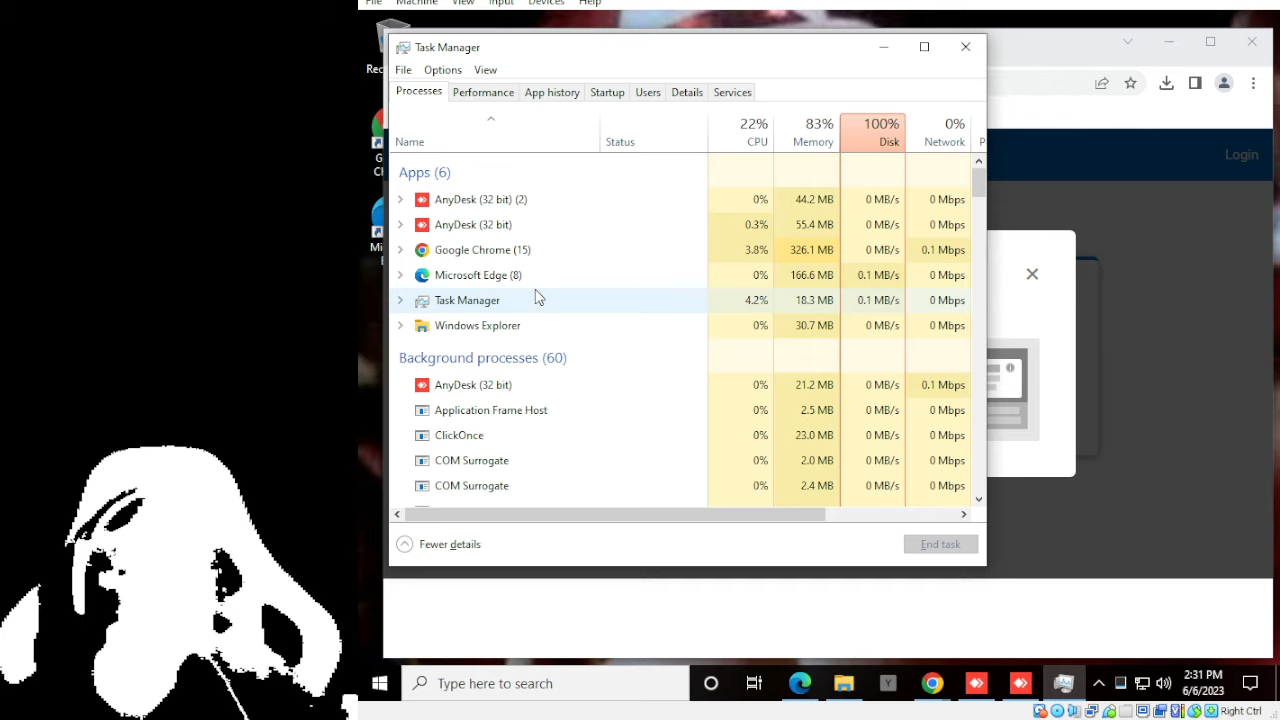 File Machine View Input Devices Help
Task Manager
File Options View
Processes Performance App history Startup Users Details Services
22% 83% 100% 0%
Name Status CPU Memory Disk Network P
Login
Apps (6)
AnyDesk (32 bit) (2) 0% 44.2 MB 0 MB/s 0 Mbps
AnyDesk (32 bit) 0.3% 55.4 MB 0 MB/s 0 Mbps
Google Chrome (15) 3.8% 326.1 MB 0 MB/s 0.1 Mbps
Microsoft Edge (8) 0% 166.6 MB 0.1 MB/s 0 Mbps
Task Manager 4.2% 18.3 MB 0.1 MB/s 0 Mbps
Windows Explorer 0% 30.7 MB 0 MB/s 0 Mbps
Background processes (60)
AnyDesk (32 bit) 0% 21.2 MB 0 MB/s 0.1 Mbps
Application Frame Host 0% 2.5 MB 0 MB/s 0 Mbps
ClickOnce 0% 23.0 MB 0 MB/s 0 Mbps
COM Surrogate 0% 2.0 MB 0 MB/s 0 Mbps
COM Surrogate 0% 2.4 MB 0 MB/s 0 Mbps
Fewer details End task
Type here to search
2:31 PM
6/6/2023
Right Ctrl